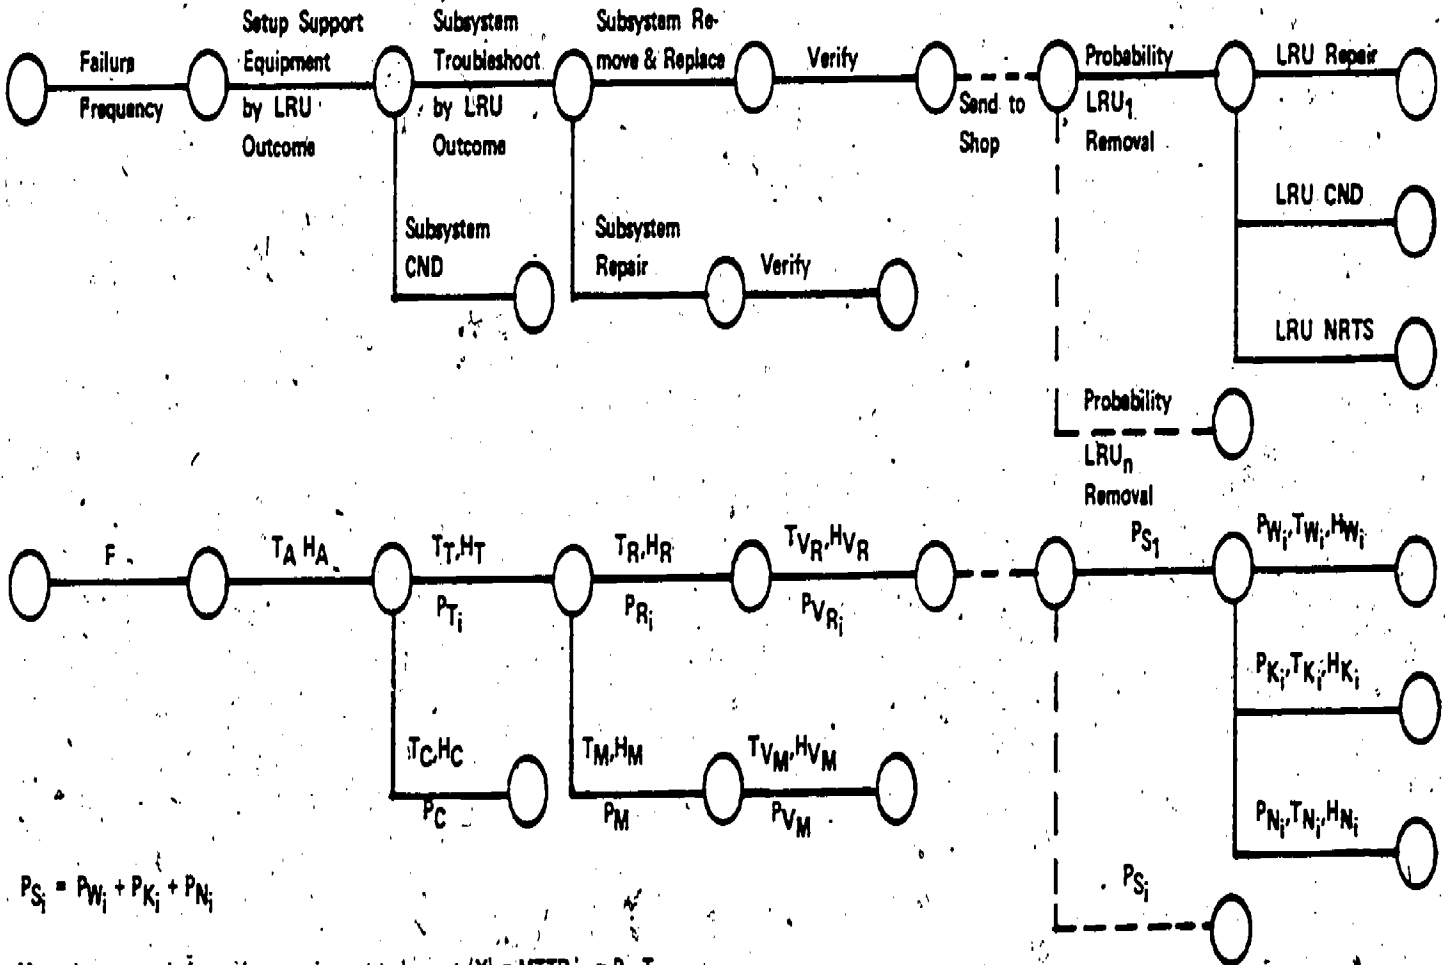 Failure
Frequency
Setup Support
Equipment
by LRU
Outcome
Subsystem
Troubleshoot
by LRU
Outcome
Subsystem Re-
move & Replace
Verify
Send to
Shop
Probability
LRU1
Removal
LRU Repair
Subsystem
CND
Subsystem
Repair
Verify
LRU CND
LRU NRTS
Probability
LRUn
Removal
F
TA HA
TT,HT
PTi
TR,HR
PRi
TVR,HVR
PVRi
PS1
PWi,TWi,HWi
TC,HC
PC
TM,HM
PM
TVM,HVM
PVM
PKi,TKi,HKi
PNi,TNi,HNi
PSi
PSi = PWi + PKi + PNi